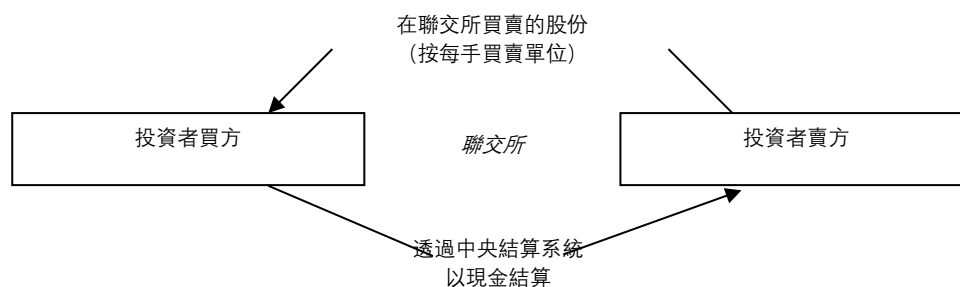 在聯交所買賣的股份
(按每手買賣單位)
投資者買方
聯交所
投資者賣方
透過中央結算系統
以現金結算